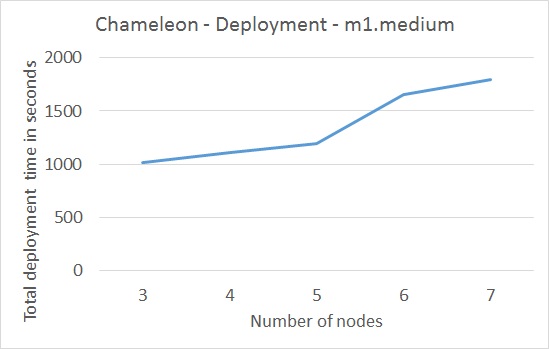 Chameleon - Deployment - m1.medium
Total deployment time in seconds
2000
1500
1000
500
0
3 4 5 6 7
Number of nodes